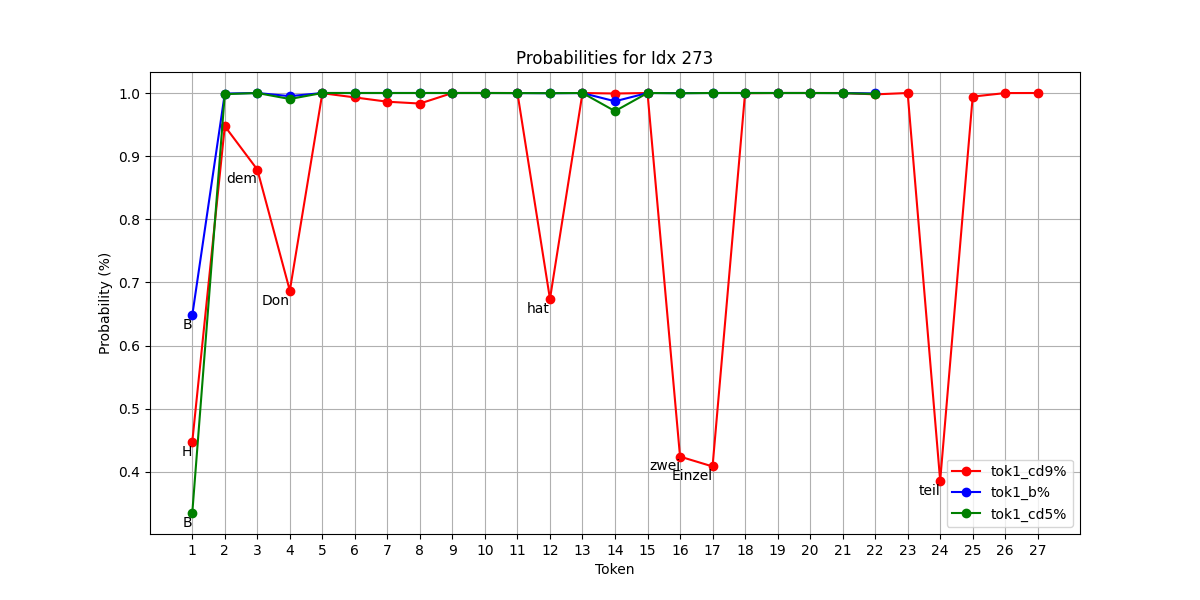 Probabilities for Idx 273
Probability (%)
1.0
0.9
0.8
0.7
0.6
0.5
0.4
B
H
B
dem
Don
hat
zwei
Einzel
teil
tok1_cd9%
tok1_b%
tok1_cd5%
1 2 3 4 5 6 7 8 9 10 11 12 13 14 15 16 17 18 19 20 21 22 23 24 25 26 27
Token